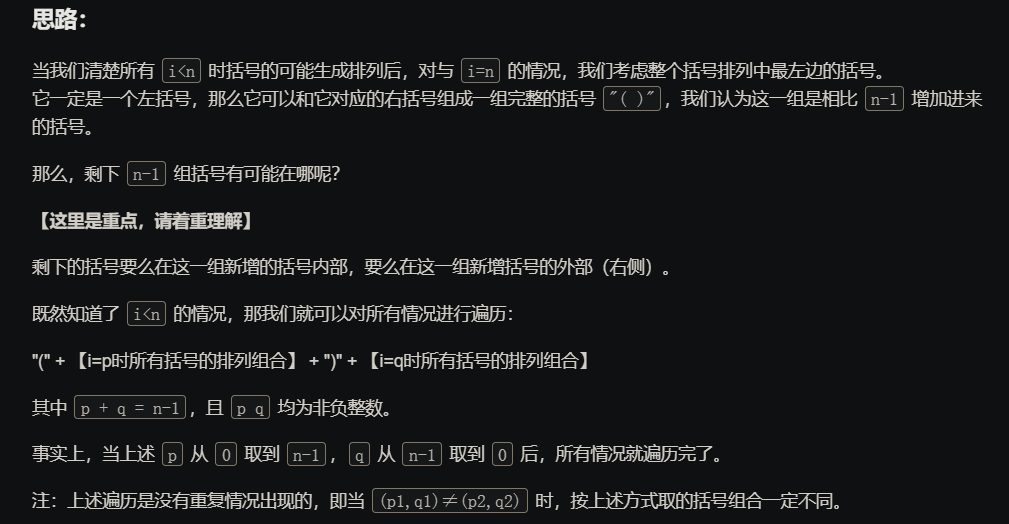 思路：
当我们清楚所有 i<n 时括号的可能生成排列后，对与 i=n 的情况，我们考虑整个括号排列中最左边的括号。
它一定是一个左括号，那么它可以和它对应的右括号组成一组完整的括号 "( )"，我们认为这一组是相比 n-1 增加进来
的括号。
那么，剩下 n-1 组括号有可能在哪呢？
【这里是重点，请着重理解】
剩下的括号要么在这一组新增的括号内部，要么在这一组新增括号的外部（右侧）。
既然知道了 i<n 的情况，那我们就可以对所有情况进行遍历：
"(" + 【i=p时所有括号的排列组合】 + ")" + 【i=q时所有括号的排列组合】
其中 p + q = n-1，且 p q 均为非负整数。
事实上，当上述 p 从 0 取到 n-1，q 从 n-1 取到 0 后，所有情况就遍历完了。
注：上述遍历是没有重复情况出现的，即当 (p1,q1)≠(p2,q2) 时，按上述方式取的括号组合一定不同。